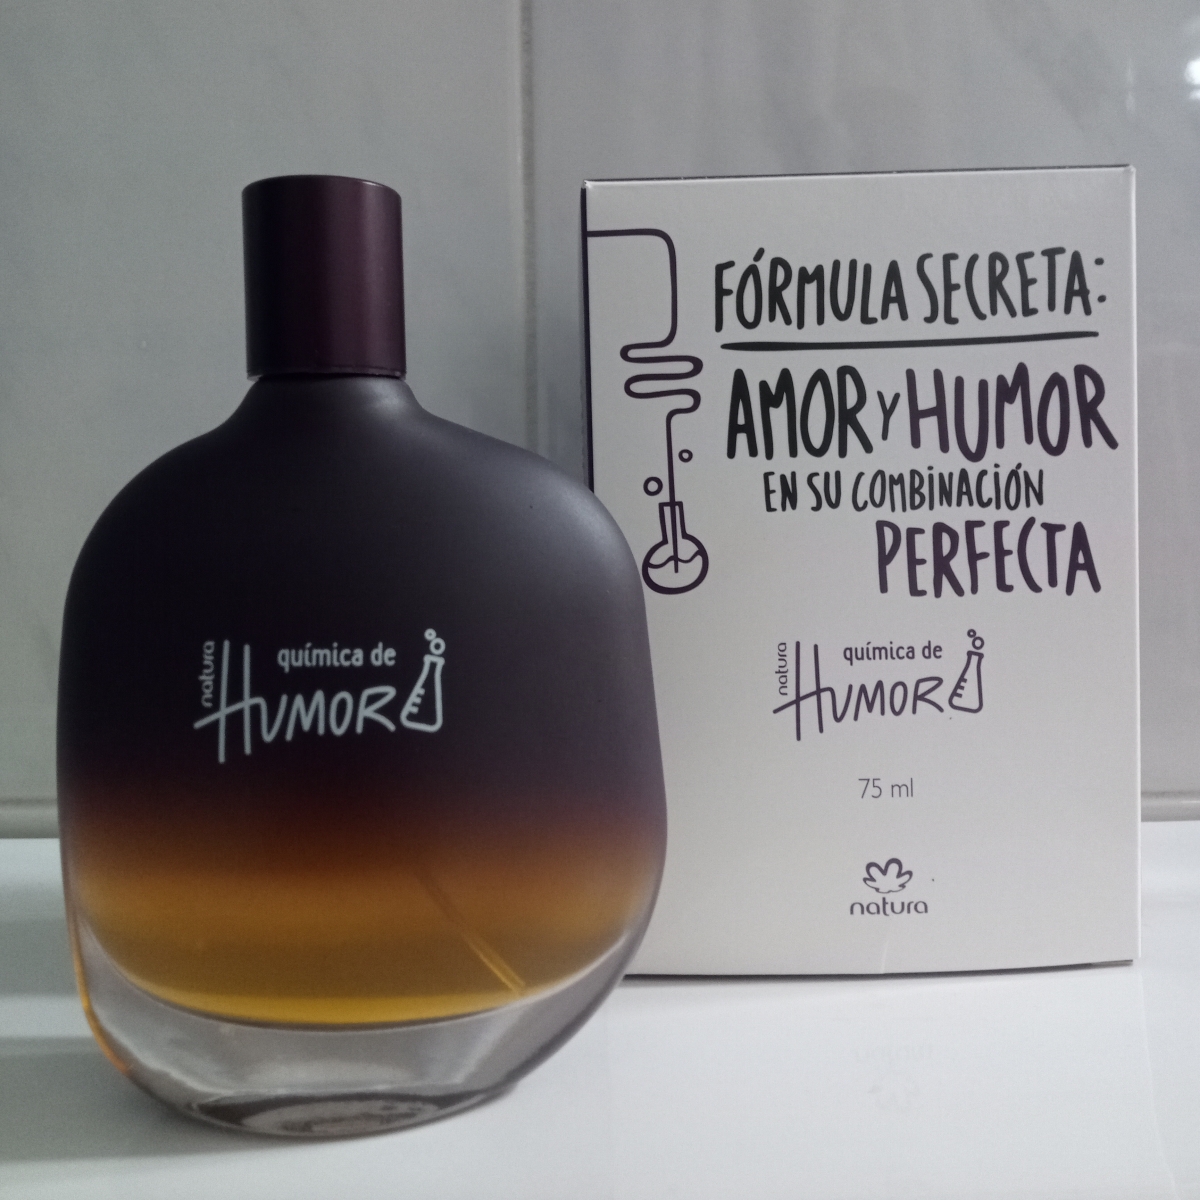 natura
química de
HUMOR
FÓRMULA SECRETA:
AMOR Y HUMOR
EN SU COMBINACIÓN
PERFECTA
natura
química de
HUMOR
75 ml
natura